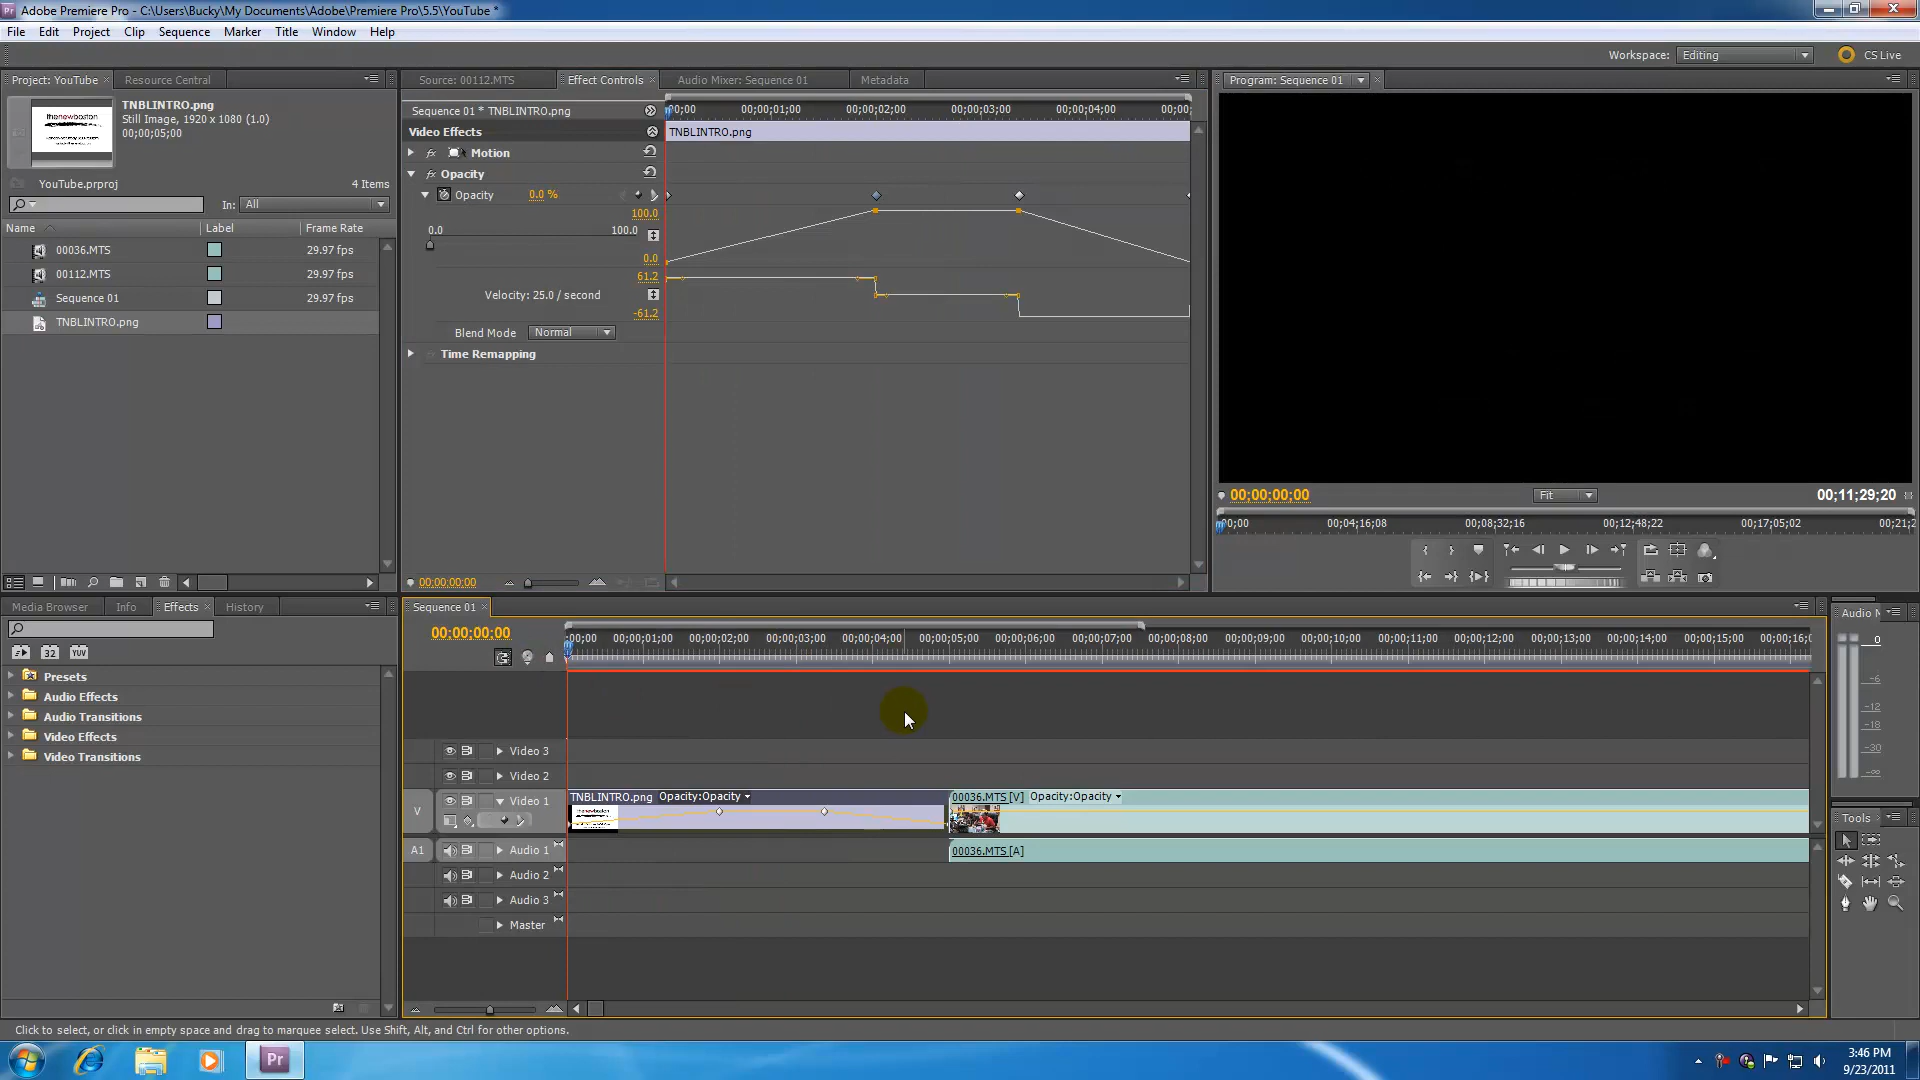 Adobe Premiere Pro - C:\Users\Bucky\My Documents\Adobe\Premiere Pro\5.5\YouTube *
File Edit Project Clip Sequence Marker Title Window Help
Workspace: Editing CS Live
Project: YouTube Resource Central
TNBLINTRO.png
Still Image, 1920 x 1080 (1.0)
00;00;05;00
thenewboston
YouTube.prproj 4 Items
In: All
Name Label Frame Rate
00036.MTS 29.97 fps
00112.MTS 29.97 fps
Sequence 01 29.97 fps
TNBLINTRO.png
Source: 00112.MTS Effect Controls Audio Mixer: Sequence 01 Metadata
Sequence 01 * TNBLINTRO.png
00;00 00;00;01;00 00;00;02;00 00;00;03;00 00;00;04;00 00;00;
Video Effects
TNBLINTRO.png
fx Motion
fx Opacity
Opacity 0.0 %
100.0
0.0 100.0
0.0
61.2
Velocity: 25.0 / second
-61.2
Blend Mode Normal
Time Remapping
00;00;00;00
Program: Sequence 01
00;00;00;00 Fit 00;11;29;20
00;00 00;04;16;08 00;08;32;16 00;12;48;22 00;17;05;02 00;21;2
Media Browser Info Effects History
32 YUV
Presets
Audio Effects
Audio Transitions
Video Effects
Video Transitions
Sequence 01
00;00;00;00
;00;00 00;00;01;00 00;00;02;00 00;00;03;00 00;00;04;00 00;00;05;00 00;00;06;00 00;00;07;00 00;00;08;00 00;00;09;00 00;00;10;00 00;00;11;00 00;00;12;00 00;00;13;00 00;00;14;00 00;00;15;00 00;00;16;0
Video 3
Video 2
V Video 1
TNBLINTRO.png Opacity:Opacity
thenewboston
00036.MTS [V] Opacity:Opacity
A1 Audio 1
00036.MTS [A]
Audio 2
Audio 3
Master
Audio M
0
-6
-12
-18
-30
Tools
Click to select, or click in empty space and drag to marquee select. Use Shift, Alt, and Ctrl for other options.
Pr
3:46 PM
9/23/2011